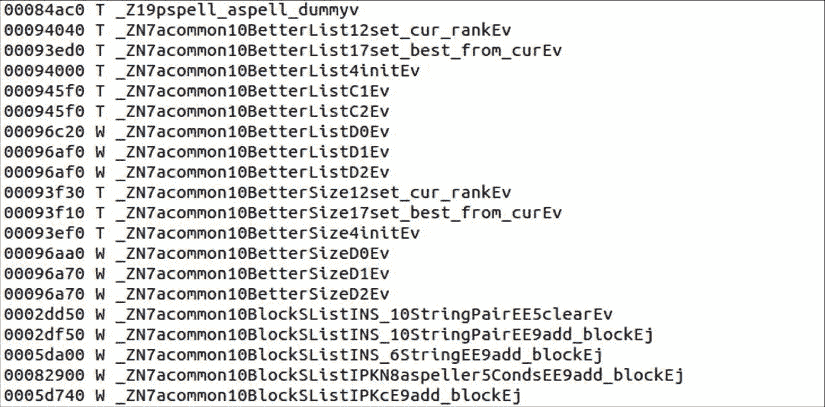 00084ac0 T _Z19pspell_aspell_dummyv
00094040 T _ZN7acommon10BetterList12set_cur_rankEv
00093ed0 T _ZN7acommon10BetterList17set_best_from_curEv
00094000 T _ZN7acommon10BetterList4initEv
000945f0 T _ZN7acommon10BetterListC1Ev
000945f0 T _ZN7acommon10BetterListC2Ev
00096c20 W _ZN7acommon10BetterListD0Ev
00096af0 W _ZN7acommon10BetterListD1Ev
00096af0 W _ZN7acommon10BetterListD2Ev
00093f30 T _ZN7acommon10BetterSize12set_cur_rankEv
00093f10 T _ZN7acommon10BetterSize17set_best_from_curEv
00093ef0 T _ZN7acommon10BetterSize4initEv
00096aa0 W _ZN7acommon10BetterSizeD0Ev
00096a70 W _ZN7acommon10BetterSizeD1Ev
00096a70 W _ZN7acommon10BetterSizeD2Ev
0002dd50 W _ZN7acommon10BlockSListINS_10StringPairEE5clearEv
0002df50 W _ZN7acommon10BlockSListINS_10StringPairEE9add_blockEj
0005da00 W _ZN7acommon10BlockSListINS_6StringEE9add_blockEj
00082900 W _ZN7acommon10BlockSListIPKN8aspeller5CondsEE9add_blockEj
0005d740 W _ZN7acommon10BlockSListIPKcE9add_blockEj